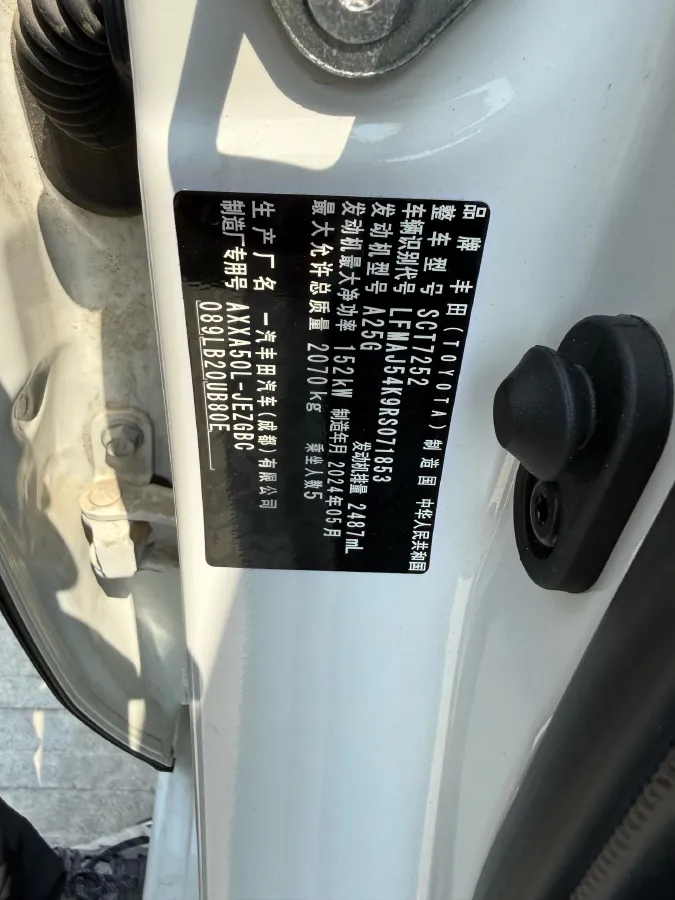 品牌 丰田(TOYOTA) 制造国 中华人民共和国
整车型号 SCT7252
车辆识别代号 LFMAJ54K9RS071853
发动机型号 A25G 发动机排量 2487mL
发动机最大净功率 152kW 制造年月 2024年05月
最大允许总质量 2070kg 乘坐人数5
生产厂名 一汽丰田汽车(成都)有限公司
制造厂专用号 AXXA50L-JEZGBC
089 LB20UB80E